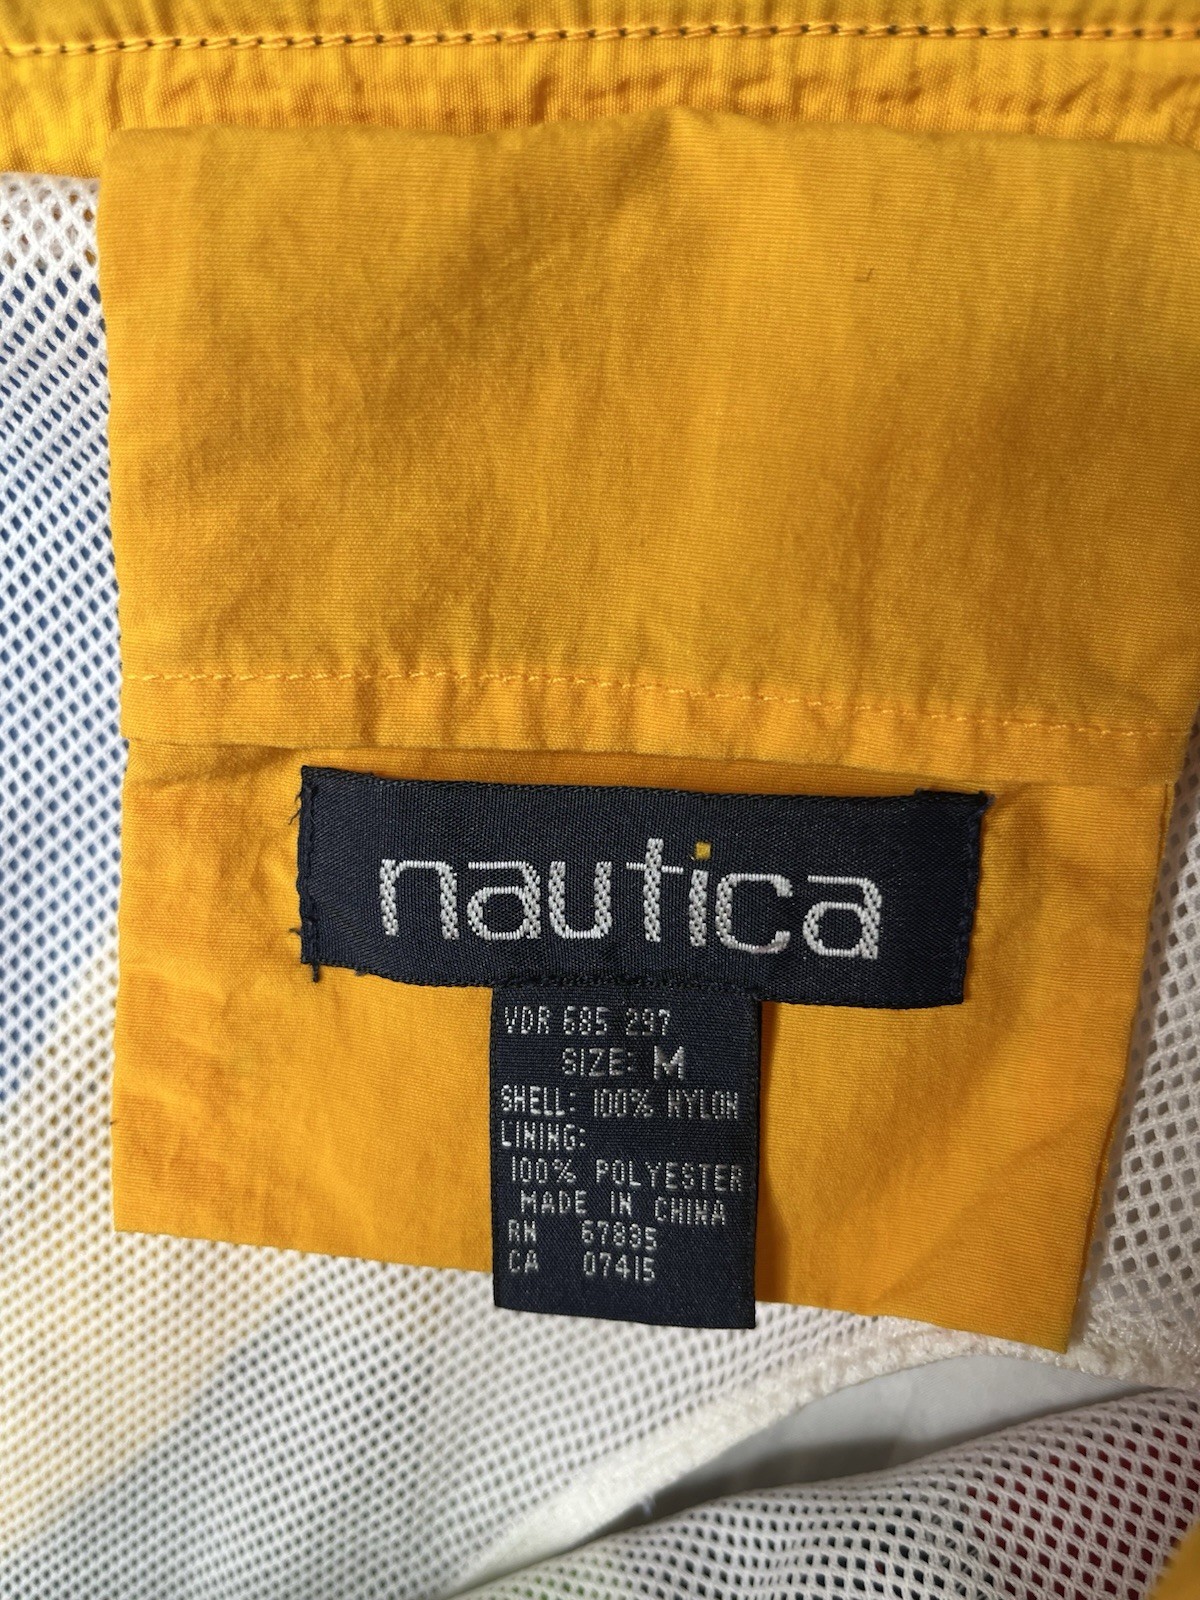 nautica
VDR 685 297
SIZE: M
SHELL: 100% NYLON
LINING:
100% POLYESTER
MADE IN CHINA
RN 67835
CA 07415